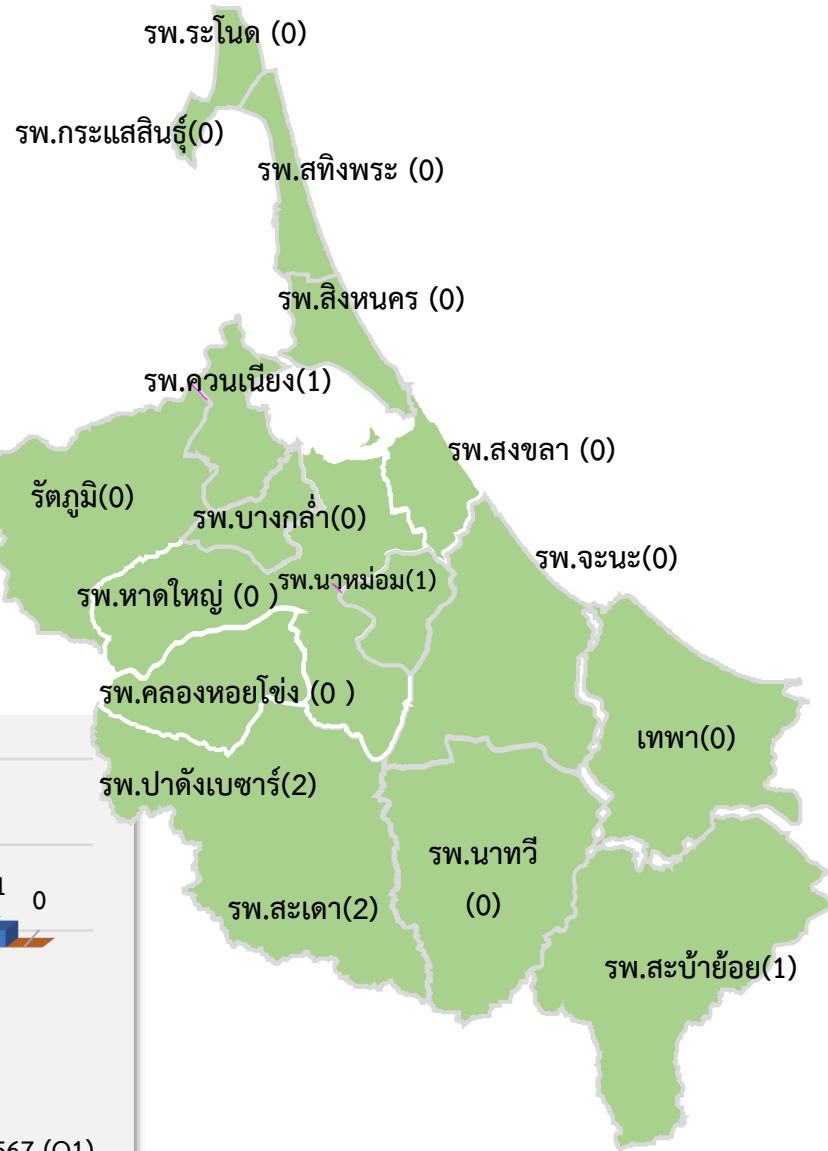 รพ.ระโนด (0)
รพ.กระแสสินธุ์(0)
รพ.สทิงพระ (0)
รพ.สิงหนคร (0)
รพ.ควนเนียง(1)
รพ.สงขลา (0)
รัตภูมิ(0)
รพ.บางกล่ำ(0)
รพ.จะนะ(0)
รพ.นาหม่อม(1)
รพ.หาดใหญ่ (0 )
รพ.คลองหอยโข่ง (0 )
เทพา(0)
รพ.ปาดังเบซาร์(2)
รพ.นาทวี
(0)
1 0
รพ.สะเดา(2)
รพ.สะบ้าย้อย(1)
567 (Q1)